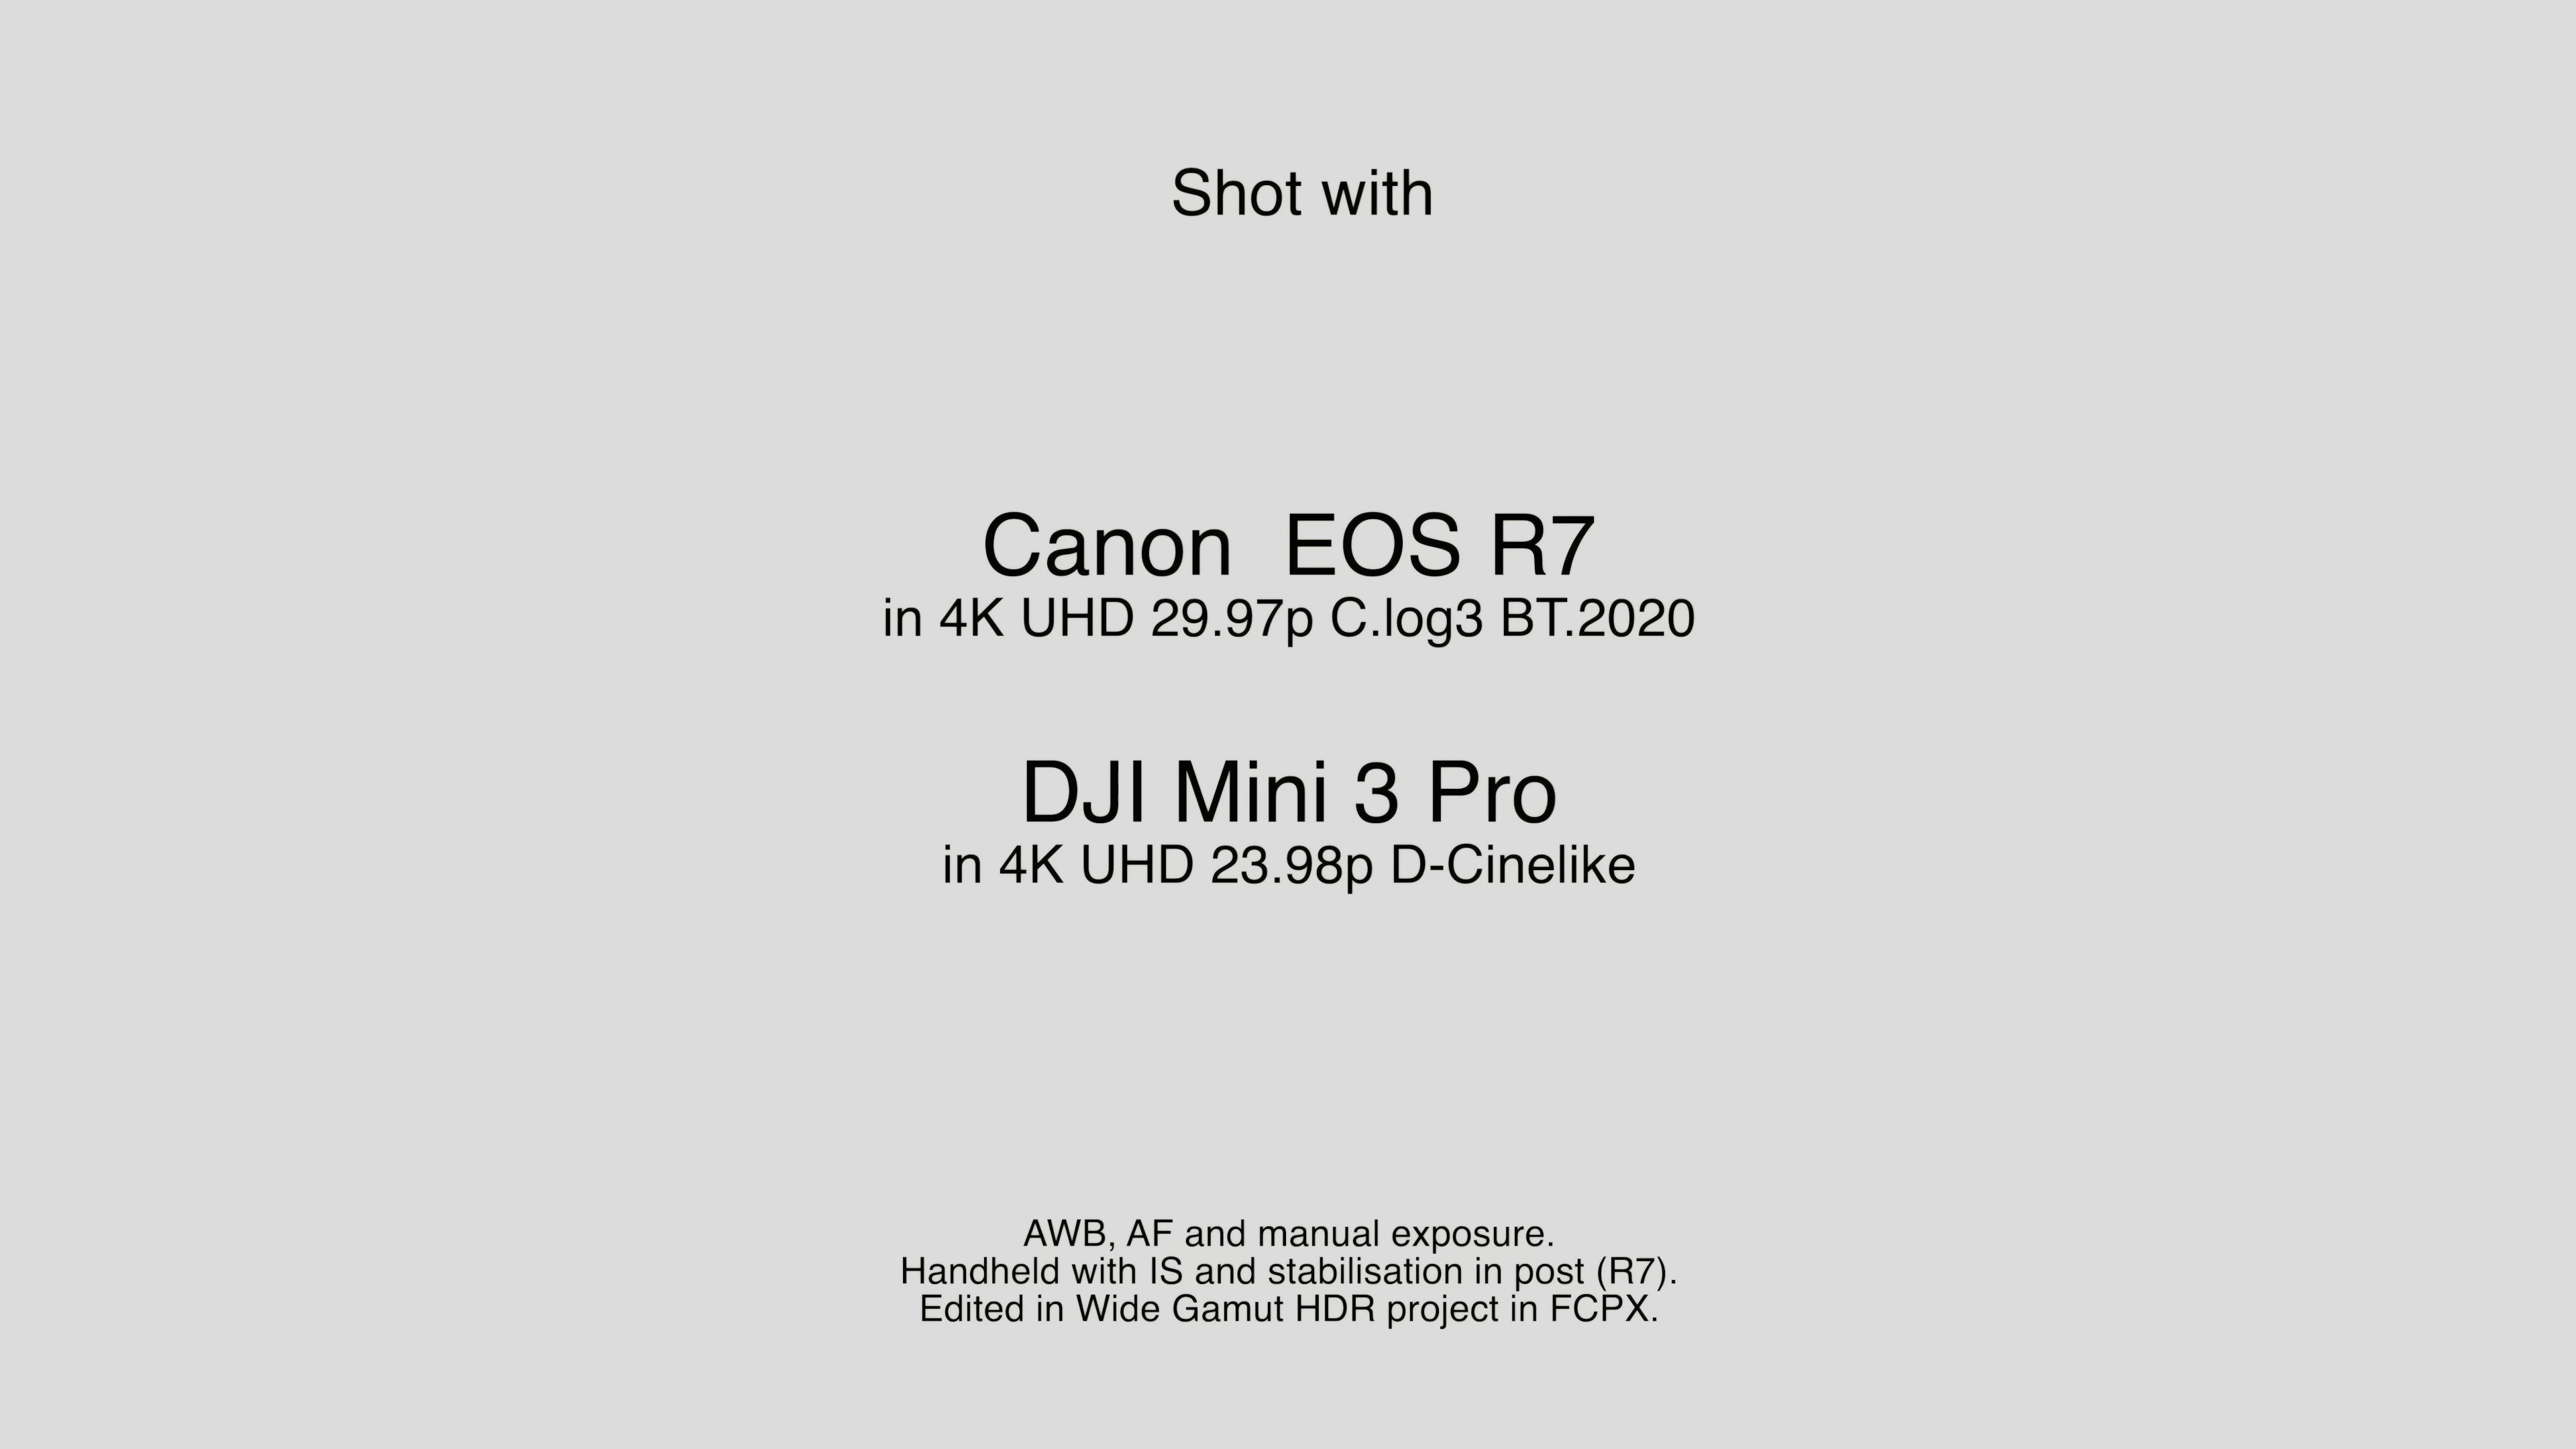 Shot with
Canon  EOS R7
in 4K UHD 29.97p C.log3 BT.2020
DJI Mini 3 Pro
in 4K UHD 23.98p D-Cinelike
AWB, AF and manual exposure.
Handheld with IS and stabilisation in post (R7).
Edited in Wide Gamut HDR project in FCPX.